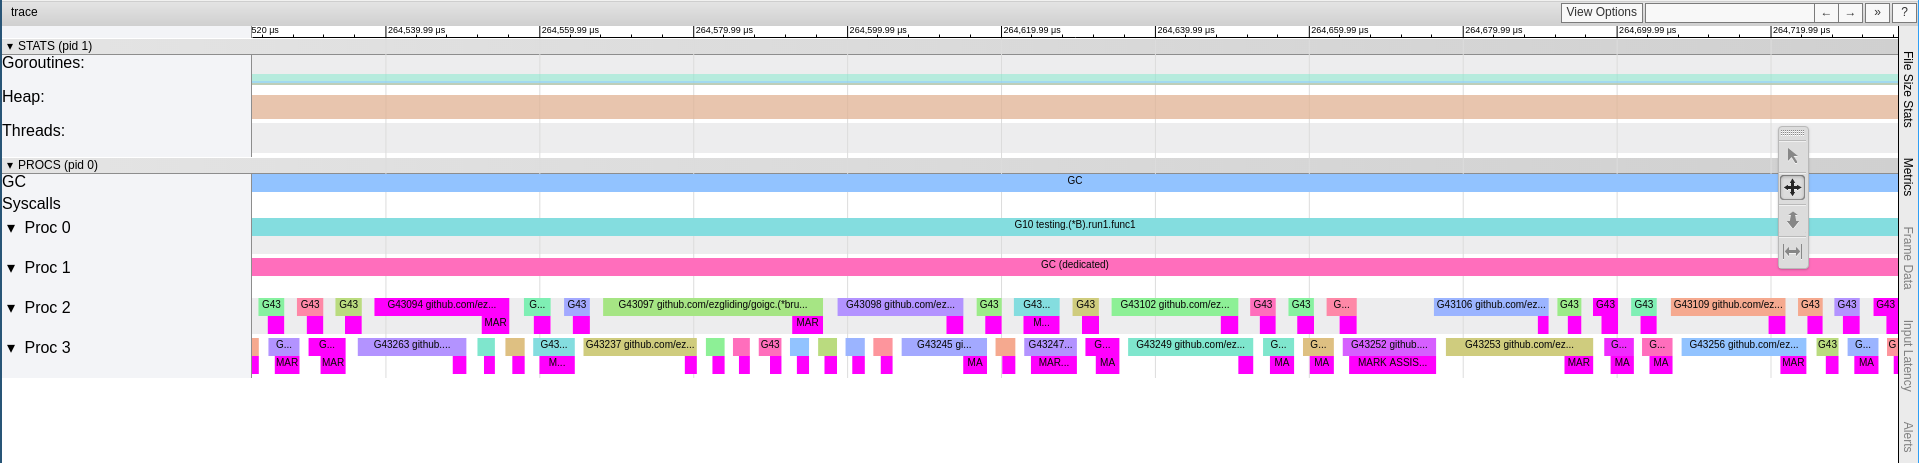 trace
View Options ← → » ?
520 µs 264,539.99 µs 264,559.99 µs 264,579.99 µs 264,599.99 µs 264,619.99 µs 264,639.99 µs 264,659.99 µs 264,679.99 µs 264,699.99 µs 264,719.99 µs
▼ STATS (pid 1)
Goroutines:
Heap:
Threads:
▼ PROCS (pid 0)
GC GC
Syscalls
▼ Proc 0 G10 testing.(*B).run1.func1
▼ Proc 1 GC (dedicated)
▼ Proc 2 G43 G43 G43 G43094 github.com/ez... G... G43 G43097 github.com/ezgliding/goigc.(*bru... G43098 github.com/ez... G43 G43... G43 G43102 github.com/ez... G43 G43 G... G43106 github.com/ez... G43 G43 G43 G43109 github.com/ez... G43 G43 G43
MAR MAR M...
▼ Proc 3 G... G... G43263 github.... G43... G43237 github.com/ez... G43 G43245 gi... G43247... G... G43249 github.com/ez... G... G... G43252 github.... G43253 github.com/ez... G... G... G43256 github.com/ez... G43 G... G
MAR MAR M... MA MAR... MA MA MA MARK ASSIS... MAR MA MA MAR MA
File Size Stats
Metrics
Frame Data
Input Latency
Alerts